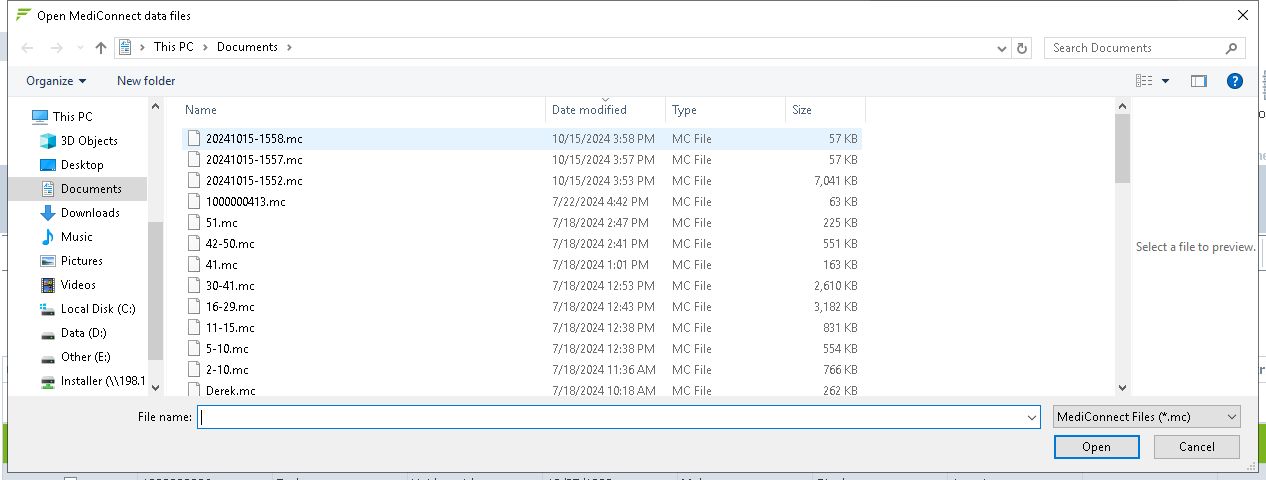 Open MediConnect data files
This PC > Documents >
Search Documents
Organize
New folder
?
This PC
3D Objects
Desktop
Documents
Downloads
Music
Pictures
Videos
Local Disk (C:)
Data (D:)
Other (E:)
Installer (\\198.1
Name Date modified Type Size
20241015-1558.mc 10/15/2024 3:58 PM MC File 57 KB
20241015-1557.mc 10/15/2024 3:57 PM MC File 57 KB
20241015-1552.mc 10/15/2024 3:53 PM MC File 7,041 KB
1000000413.mc 7/22/2024 4:42 PM MC File 63 KB
51.mc 7/18/2024 2:47 PM MC File 225 KB
42-50.mc 7/18/2024 2:41 PM MC File 551 KB
41.mc 7/18/2024 1:01 PM MC File 163 KB
30-41.mc 7/18/2024 12:53 PM MC File 2,610 KB
16-29.mc 7/18/2024 12:43 PM MC File 3,182 KB
11-15.mc 7/18/2024 12:38 PM MC File 831 KB
5-10.mc 7/18/2024 12:38 PM MC File 554 KB
2-10.mc 7/18/2024 11:36 AM MC File 766 KB
Derek.mc 7/18/2024 10:18 AM MC File 262 KB
Select a file to preview.
File name:
MediConnect Files (*.mc)
Open
Cancel